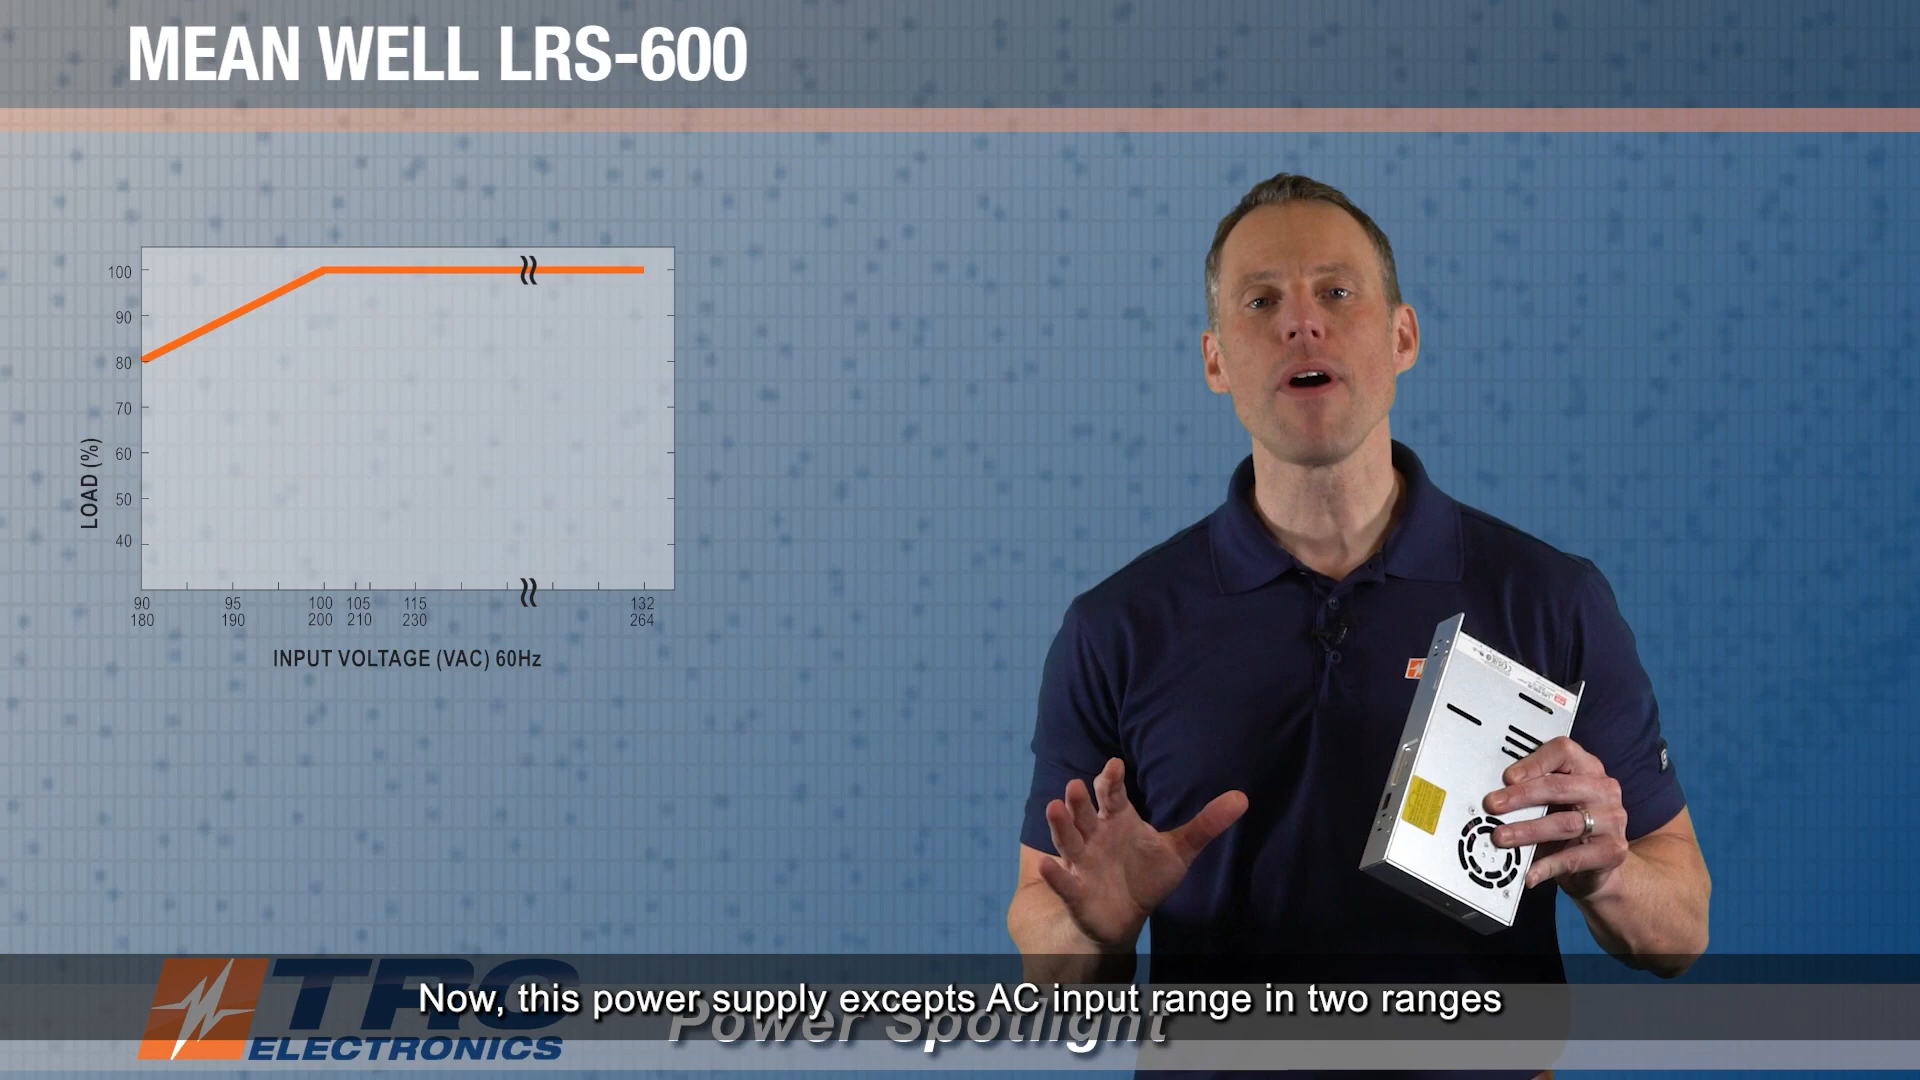 MEAN WELL LRS-600
100
90
80
70
60
50
40
LOAD (%)
90 95 100 105 115 132
180 190 200 210 230 264
INPUT VOLTAGE (VAC) 60Hz
Now, this power supply excepts AC input range in two ranges
TRC
ELECTRONICS
Power Spotlight